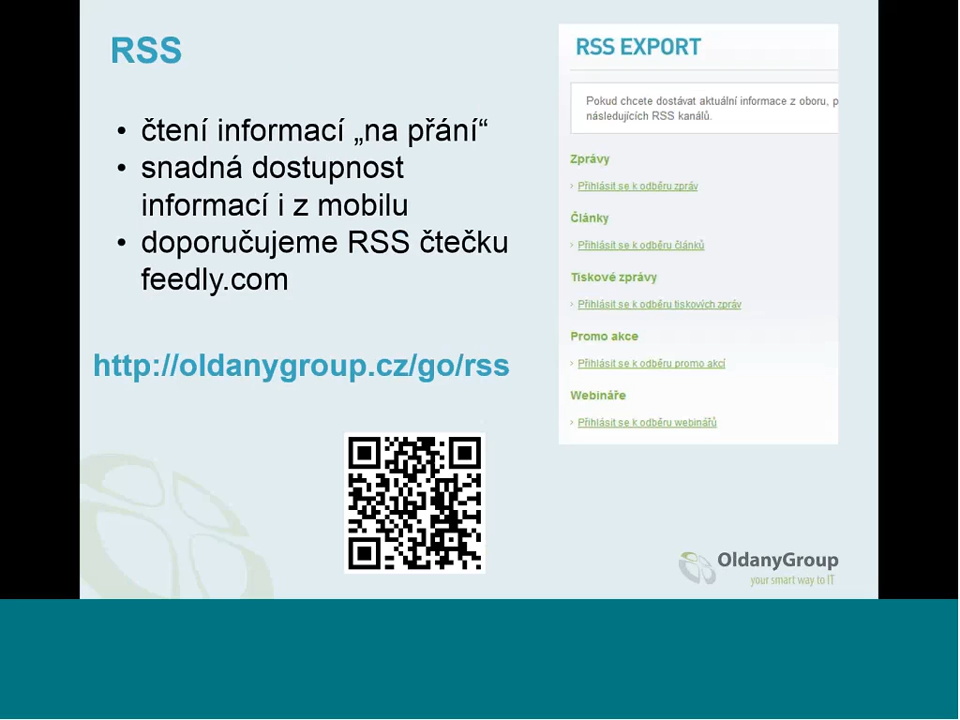 RSS
• čtení informací „na přání“
• snadná dostupnost
informací i z mobilu
• doporučujeme RSS čtečku
feedly.com
http://oldanygroup.cz/go/rss
RSS EXPORT
Pokud chcete dostávat aktuální informace z oboru, p
následujících RSS kanálů.
Zprávy
› Přihlásit se k odběru zpráv
Články
› Přihlásit se k odběru článků
Tiskové zprávy
› Přihlásit se k odběru tiskových zpráv
Promo akce
› Přihlásit se k odběru promo akcí
Webináře
› Přihlásit se k odběru webinářů
OldanyGroup
your smart way to IT